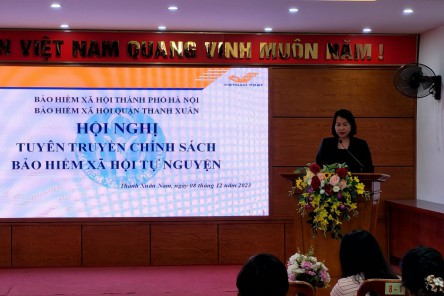 N VIỆT NAM QUANG VINH MUÔN NĂM !
VIETNAM POST
BẢO HIỂM XÃ HỘI THÀNH PHỐ HÀ NỘI
BẢO HIỂM XÃ HỘI QUẬN THANH XUÂN
HỘI NGHỊ
TUYÊN TRUYỀN CHÍNH SÁCH
BẢO HIỂM XÃ HỘI TỰ NGUYỆN
Thanh Xuân Nam, ngày 08 tháng 12 năm 2023